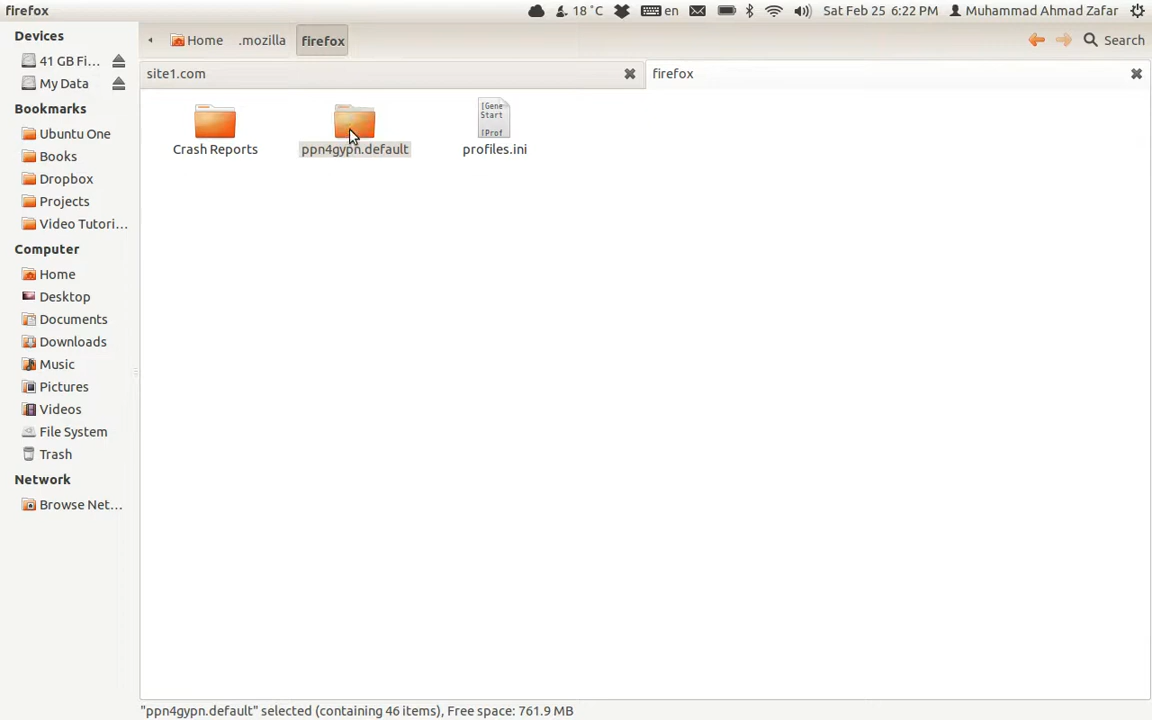 firefox
18 °C
en
Sat Feb 25 6:22 PM
Muhammad Ahmad Zafar
Devices
41 GB Fi...
My Data
Bookmarks
Ubuntu One
Books
Dropbox
Projects
Video Tutori...
Computer
Home
Desktop
Documents
Downloads
Music
Pictures
Videos
File System
Trash
Network
Browse Net...
Home
.mozilla
firefox
Search
site1.com
firefox
Crash Reports
ppn4gypn.default
[Gene
Start
[Prof
profiles.ini
"ppn4gypn.default" selected (containing 46 items), Free space: 761.9 MB